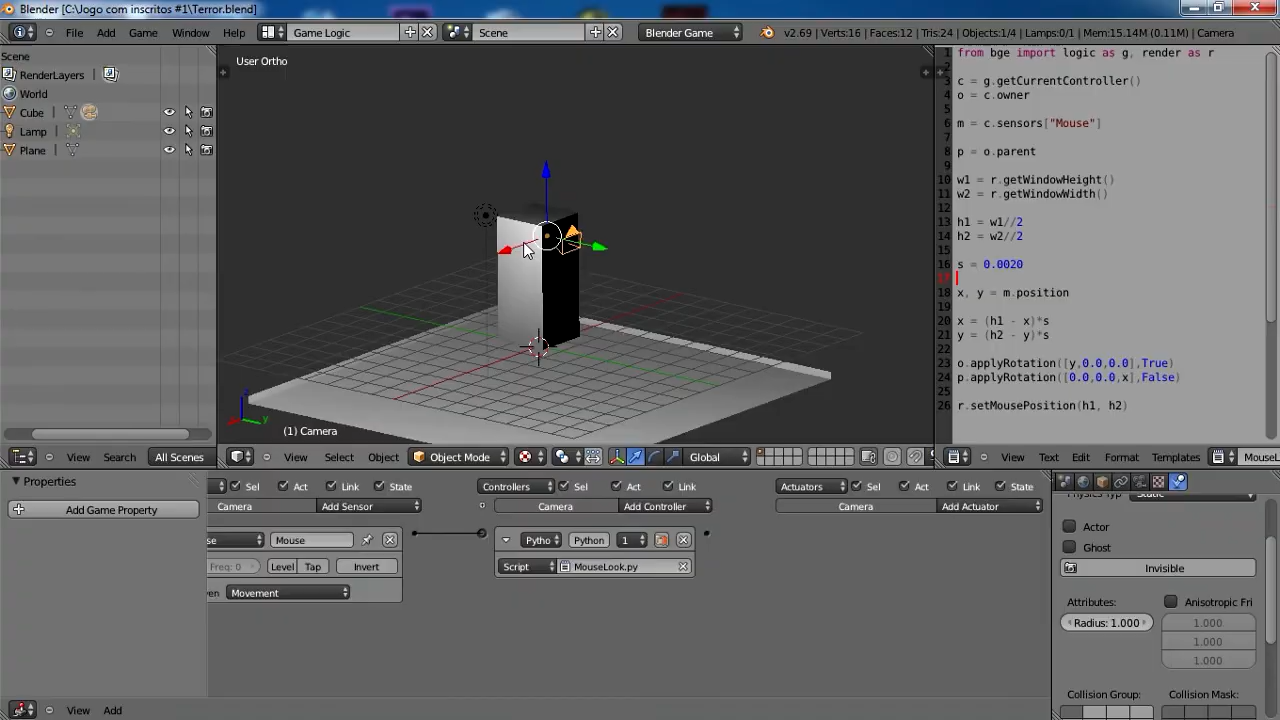 Blender [C:\Jogo com inscritos #1\Terror.blend]
File Add Game Window Help Game Logic Scene Blender Game v2.69 | Verts:16 | Faces:12 | Tris:24 | Objects:1/4 | Lamps:0/1 | Mem:15.14M (0.11M) | Camera
Scene
RenderLayers |
World
Cube |
Lamp |
Plane |
View Search All Scenes
User Ortho
(1) Camera
View Select Object Object Mode Global
1 from bge import logic as g, render as r
2
3 c = g.getCurrentController()
4 o = c.owner
6 m = c.sensors["Mouse"]
7
8 p = o.parent
9
10 w1 = r.getWindowHeight()
11 w2 = r.getWindowWidth()
12
13 h1 = w1//2
14 h2 = w2//2
15
16 s = 0.0020
17
18 x, y = m.position
19
20 x = (h1 - x)*s
21 y = (h2 - y)*s
22
23 o.applyRotation([y,0.0,0.0],True)
24 p.applyRotation([0.0,0.0,x],False)
25
26 r.setMousePosition(h1, h2)
View Text Edit Format Templates MouseL
Properties
Add Game Property
Sel Act Link State
Camera Add Sensor
se Mouse
Freq: 0 Level Tap Invert
en Movement
Controllers Sel Act Link
Camera Add Controller
Pytho Python 1
Script MouseLook.py
Actuators Sel Act Link State
Camera Add Actuator
Actor
Ghost
Invisible
Attributes: Anisotropic Fri
Radius: 1.000 1.000
1.000
1.000
Collision Group: Collision Mask:
View Add